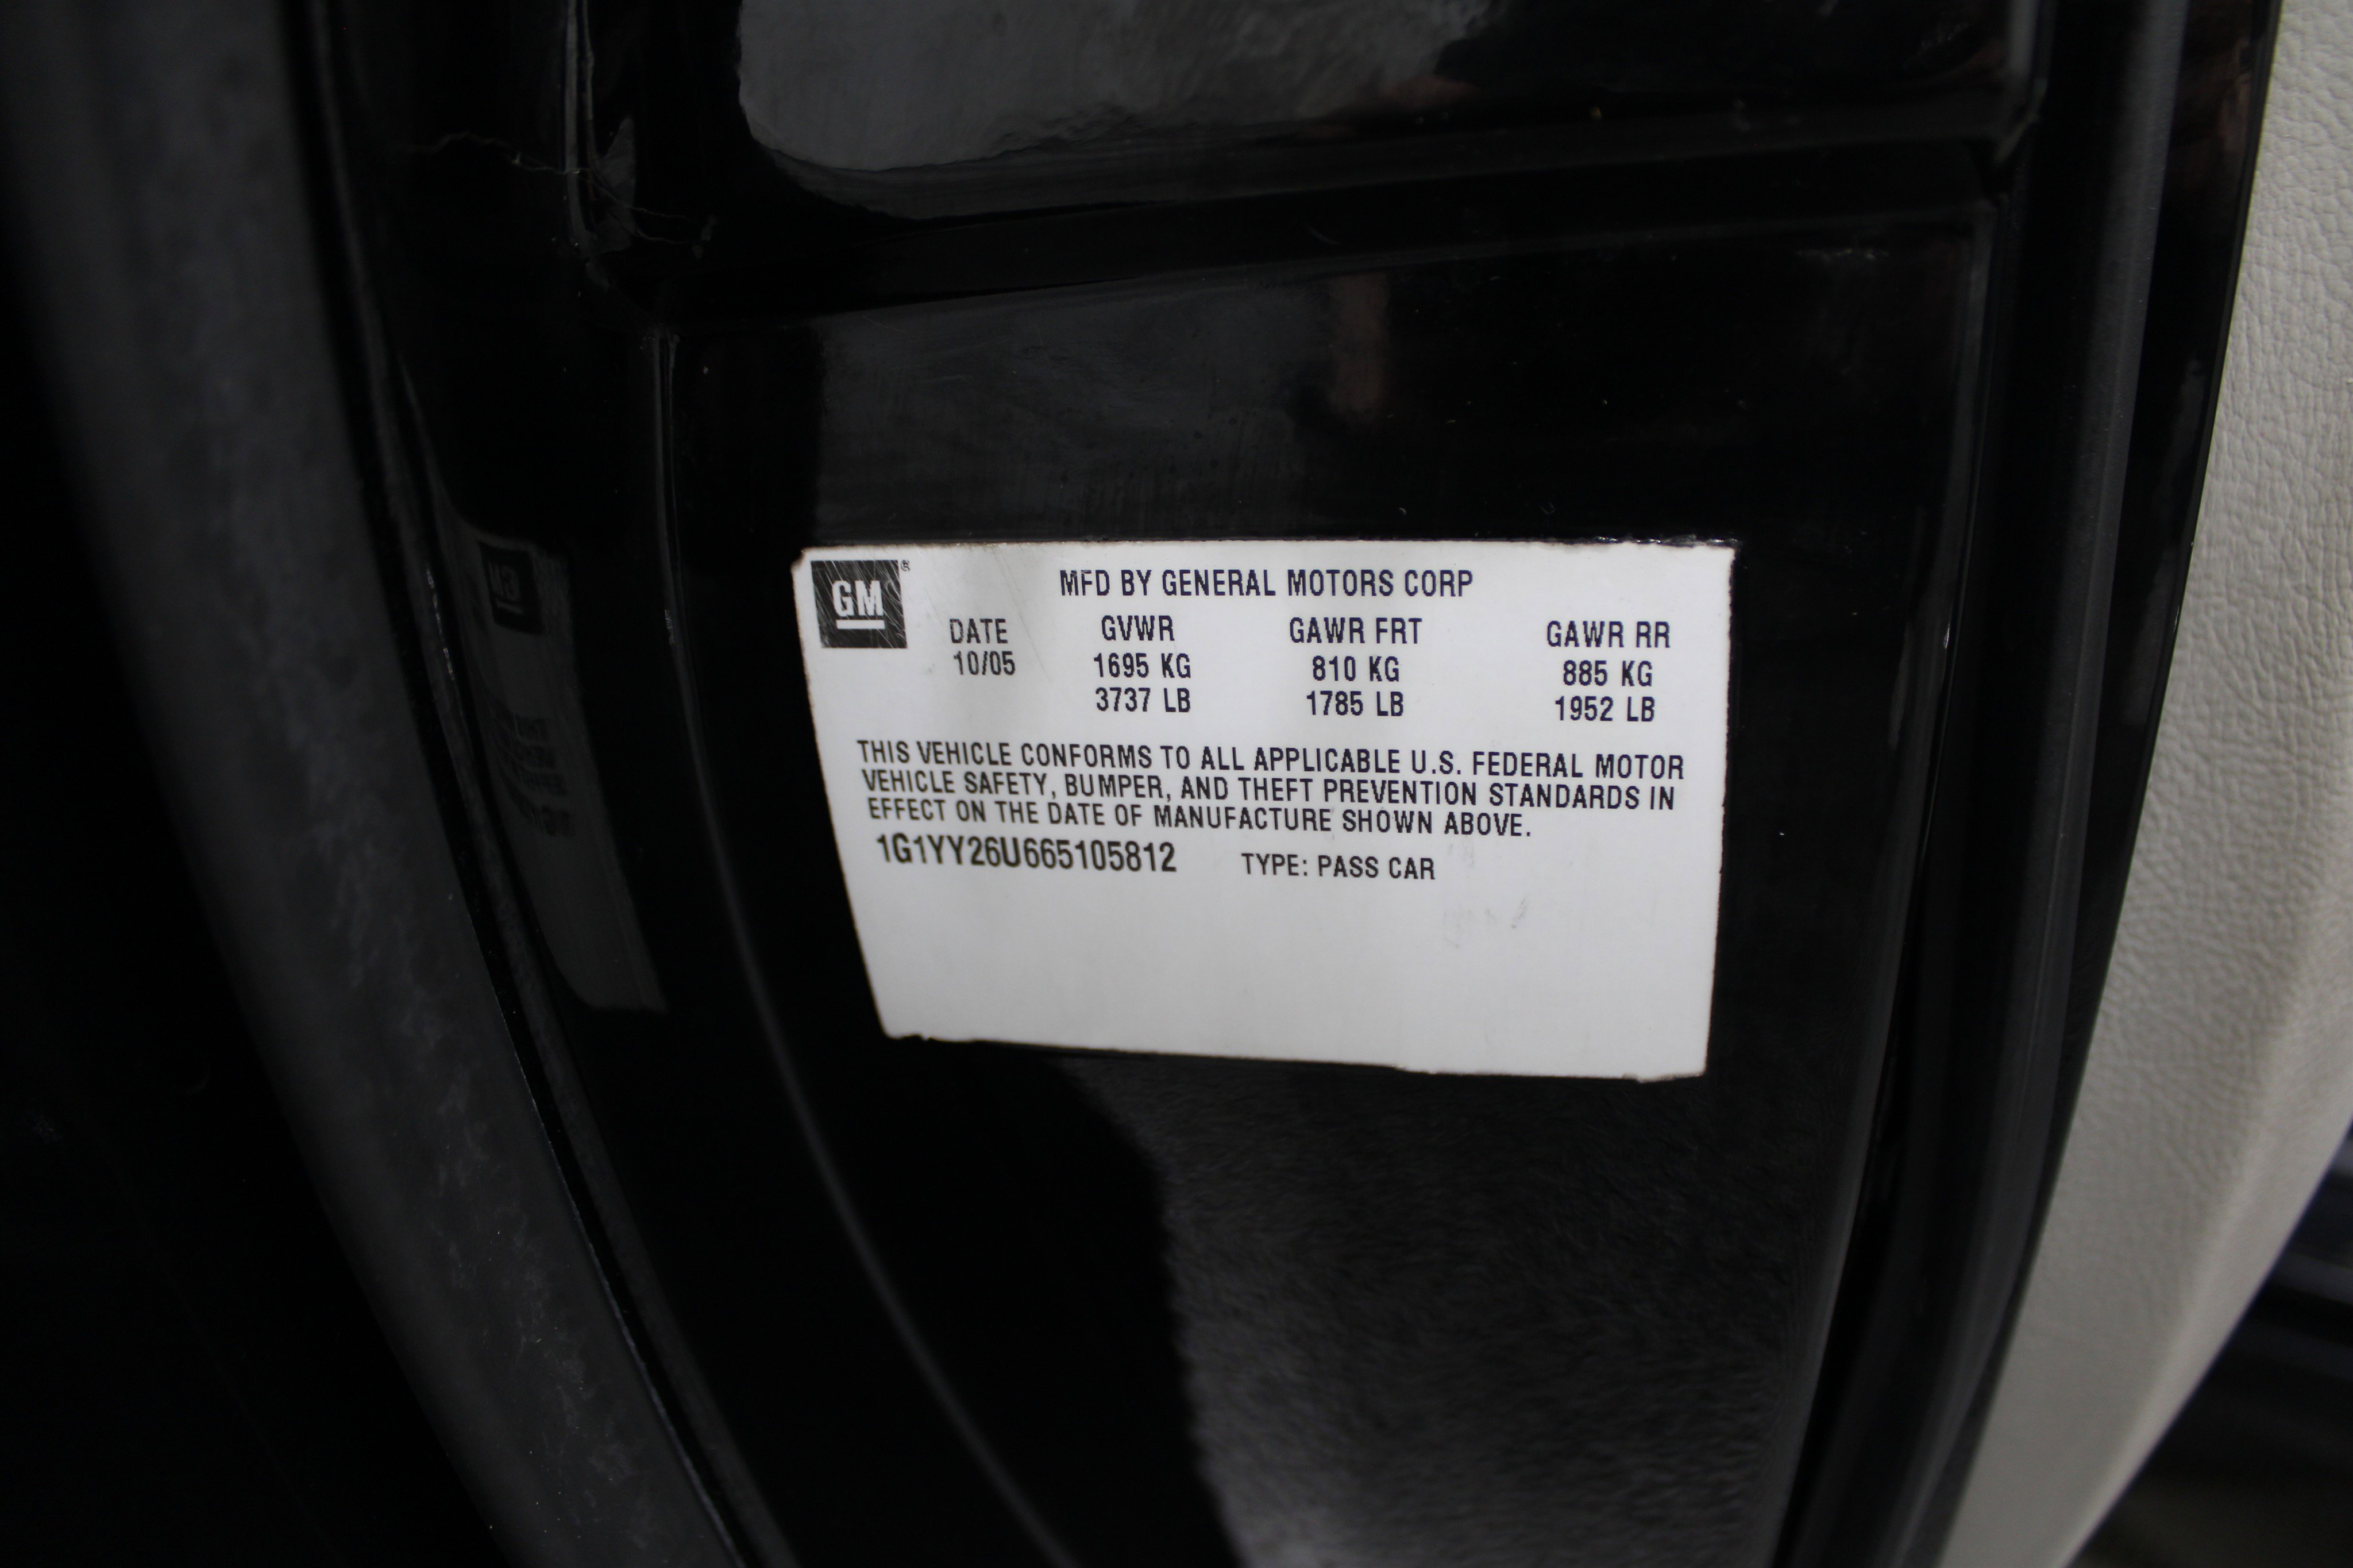 GM®
MFD BY GENERAL MOTORS CORP
DATE GVWR GAWR FRT GAWR RR
10/05 1695 KG 810 KG 885 KG
3737 LB 1785 LB 1952 LB
THIS VEHICLE CONFORMS TO ALL APPLICABLE U.S. FEDERAL MOTOR
VEHICLE SAFETY, BUMPER, AND THEFT PREVENTION STANDARDS IN
EFFECT ON THE DATE OF MANUFACTURE SHOWN ABOVE.
1G1YY26U665105812 TYPE: PASS CAR